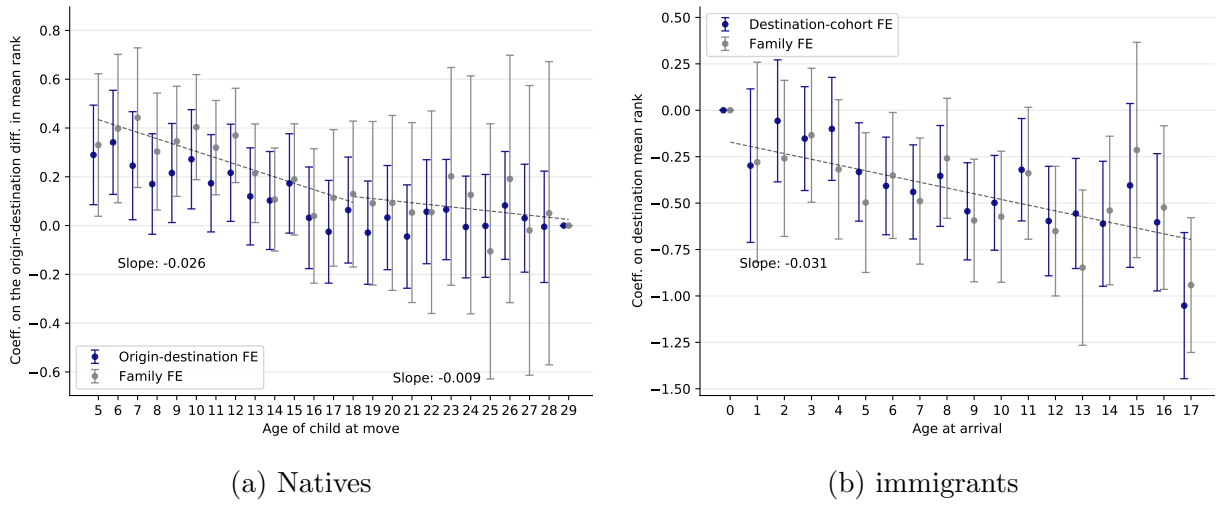 0.8
0.6
0.4
0.2
0.0
−0.2
−0.4
−0.6
Coeff. on the origin-destination diff. in mean rank
Slope: -0.026
Slope: -0.009
Origin-destination FE
Family FE
5 6 7 8 9 10 11 12 13 14 15 16 17 18 19 20 21 22 23 24 25 26 27 28 29
Age of child at move
(a) Natives
0.50
0.25
0.00
−0.25
−0.50
−0.75
−1.00
−1.25
−1.50
Coeff. on destination mean rank
Destination-cohort FE
Family FE
Slope: -0.031
0 1 2 3 4 5 6 7 8 9 10 11 12 13 14 15 16 17
Age at arrival
(b) immigrants